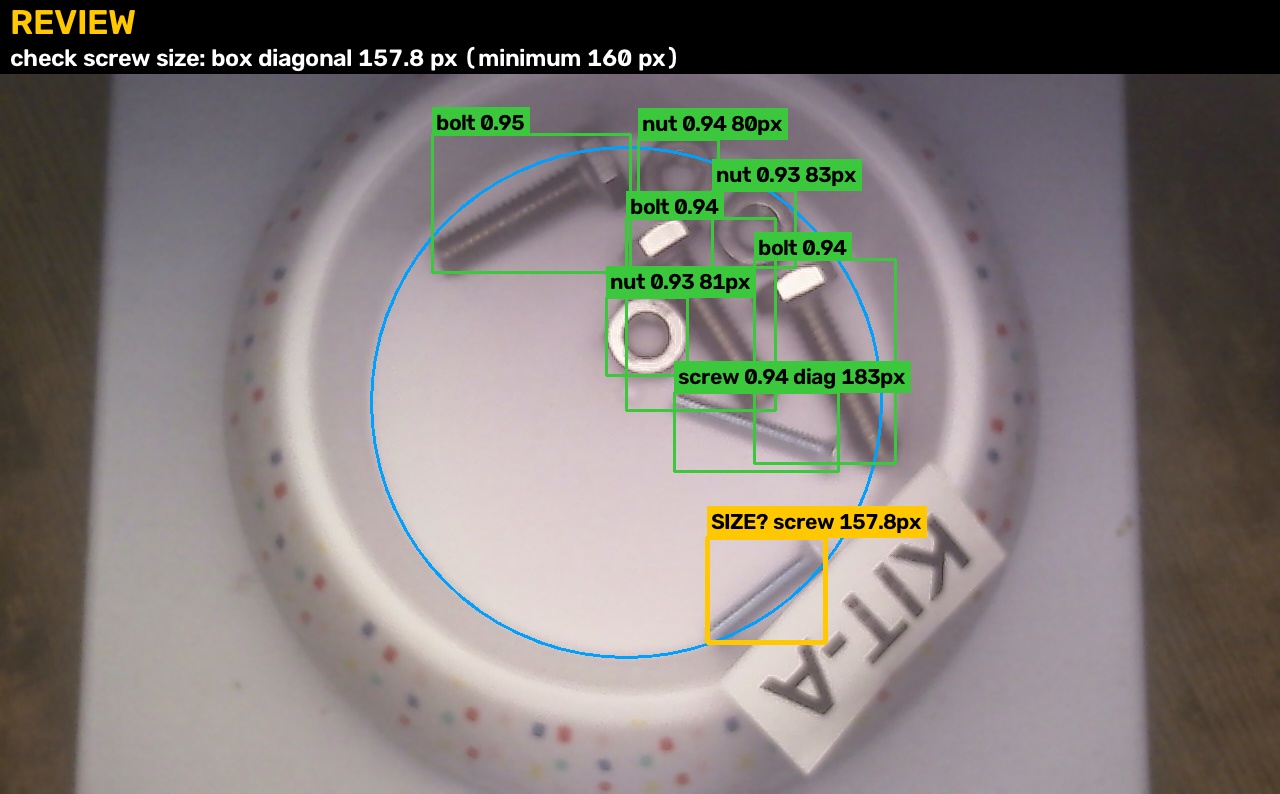 REVIEW
check screw size: box diagonal 157.8 px (minimum 160 px)
bolt 0.95
nut 0.94 80px
nut 0.93 83px
bolt 0.94
bolt 0.94
nut 0.93 81px
screw 0.94 diag 183px
SIZE? screw 157.8px
KIT-A